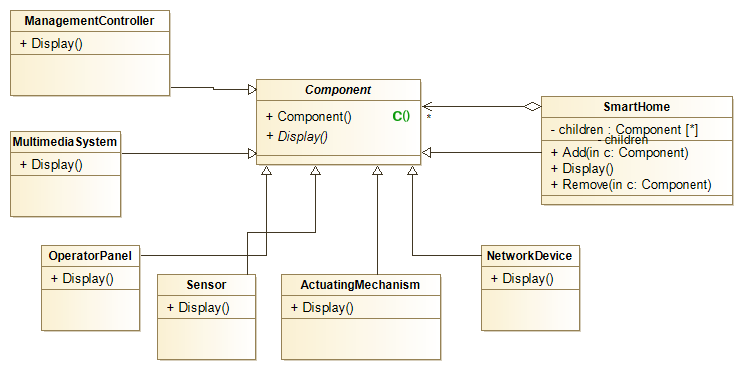 ManagementController
+ Display()
Component
+ Component() C()
+ Display()
*
SmartHome
- children : Component [*]
- children
+ Add(in c: Component)
+ Display()
+ Remove(in c: Component)
MultimediaSystem
+ Display()
OperatorPanel
+ Display()
Sensor
+ Display()
ActuatingMechanism
+ Display()
NetworkDevice
+ Display()